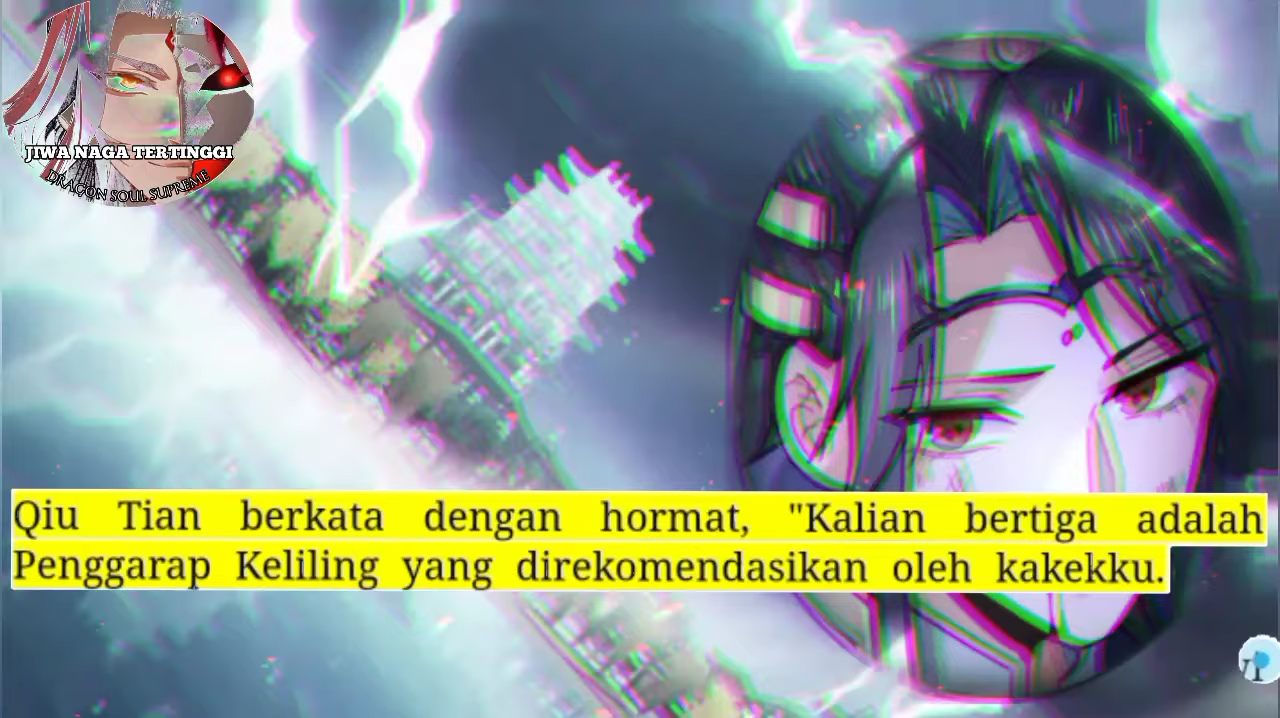 JIWA NAGA TERTINGGI
DRAGON SOUL SUPREME
Qiu Tian berkata dengan hormat, "Kalian bertiga adalah
Penggarap Keliling yang direkomendasikan oleh kakekku.